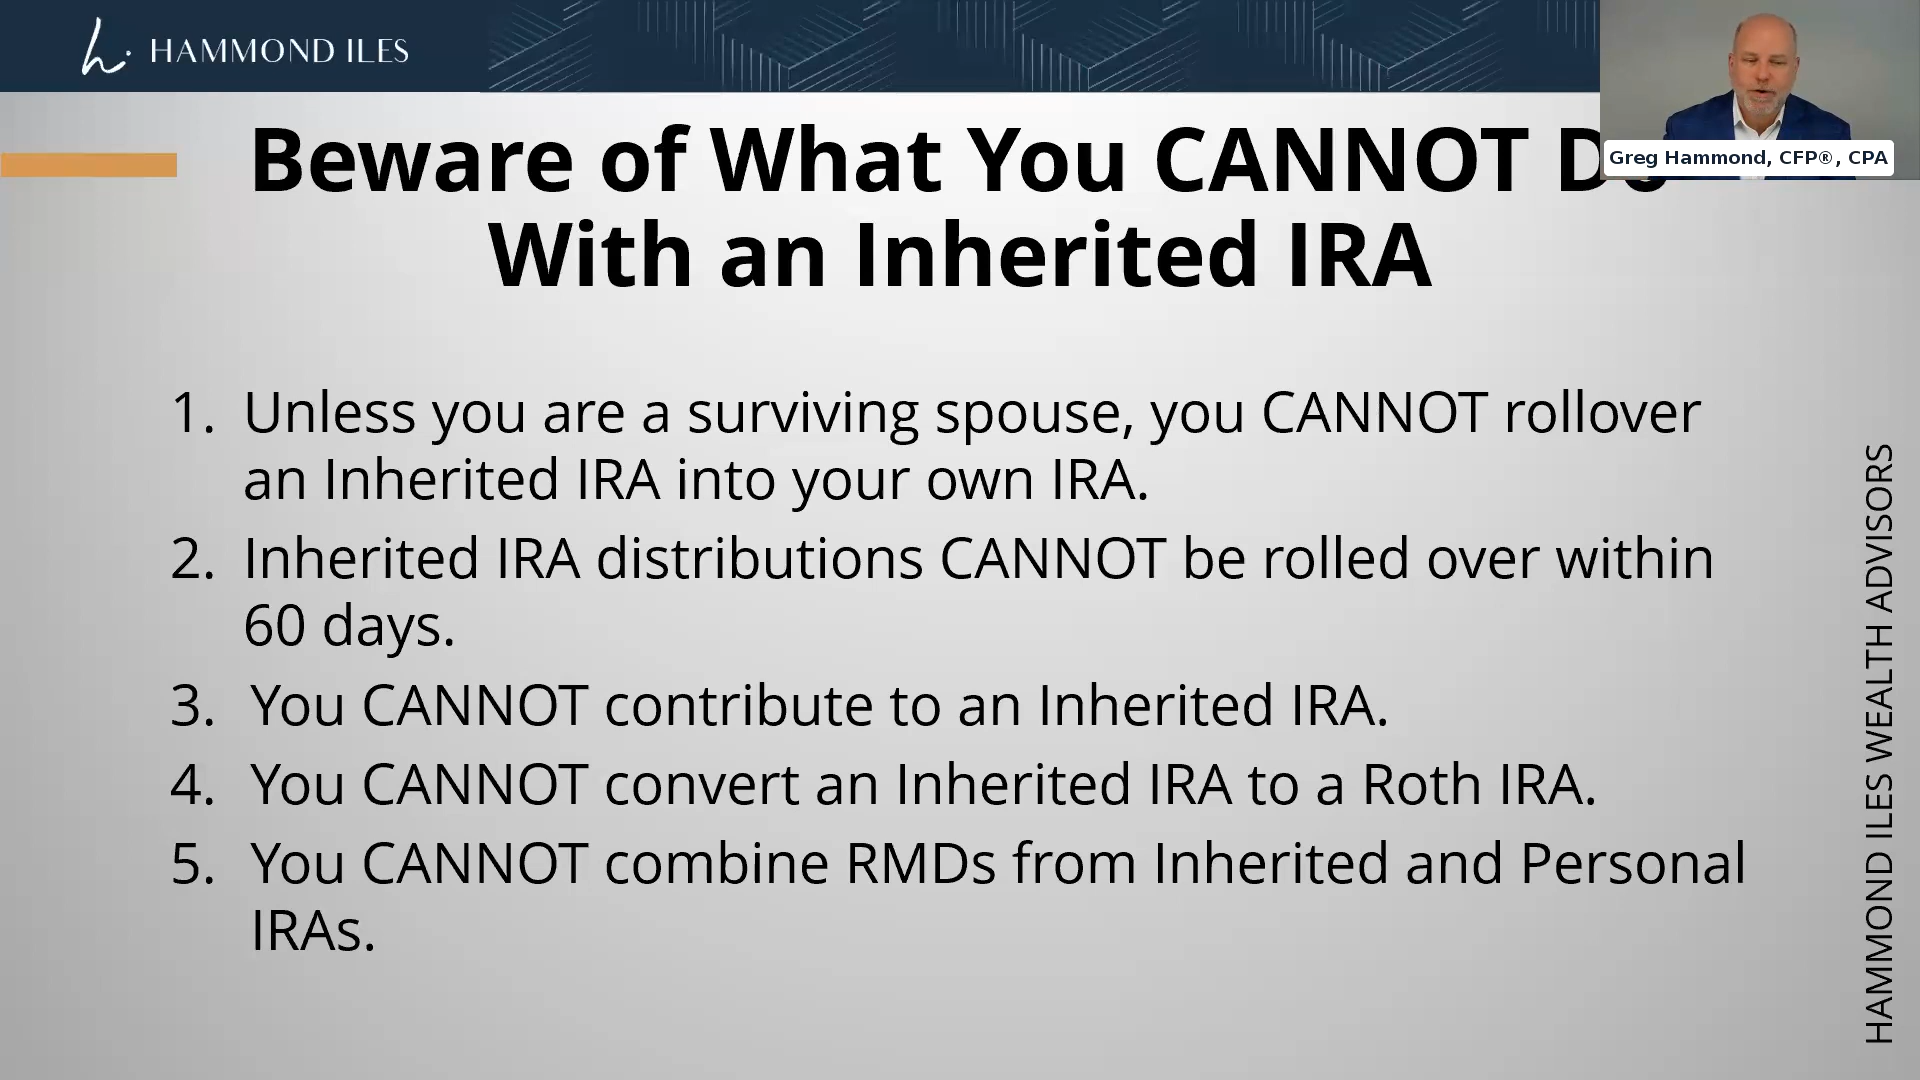 HAMMOND ILES
Beware of What You CANNOT Do
With an Inherited IRA
Greg Hammond, CFP®, CPA
1. Unless you are a surviving spouse, you CANNOT rollover
an Inherited IRA into your own IRA.
2. Inherited IRA distributions CANNOT be rolled over within
60 days.
3. You CANNOT contribute to an Inherited IRA.
4. You CANNOT convert an Inherited IRA to a Roth IRA.
5. You CANNOT combine RMDs from Inherited and Personal
IRAs.
HAMMOND ILES WEALTH ADVISORS